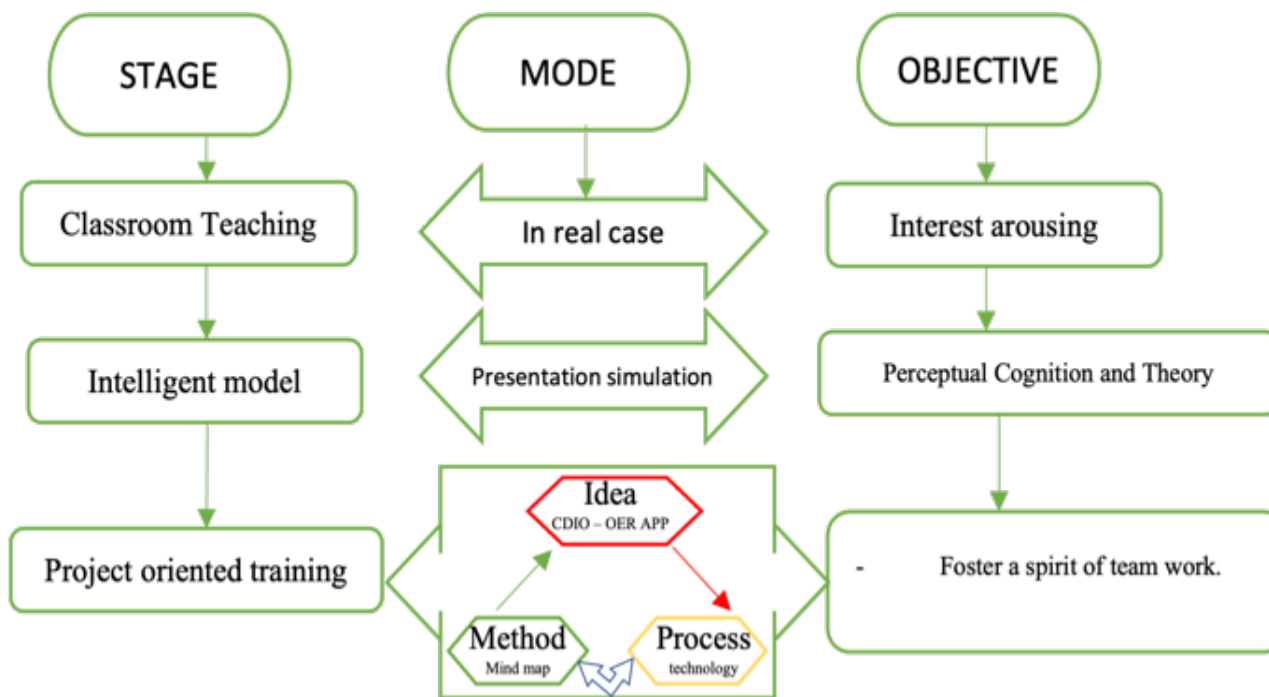 STAGE
MODE
OBJECTIVE
Classroom Teaching
In real case
Interest arousing
Intelligent model
Presentation simulation
Perceptual Cognition and Theory
Project oriented training
Idea
CDIO – OER APP
Method
Mind map
Process
technology
- Foster a spirit of team work.